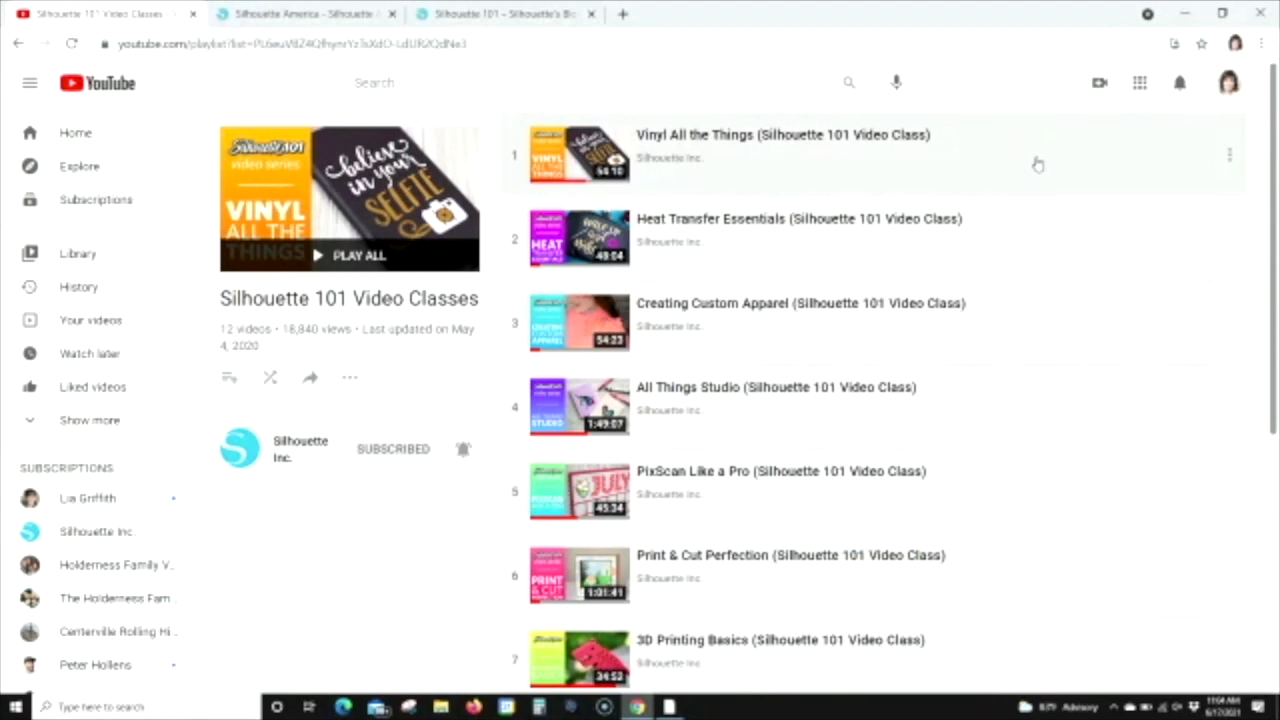 Silhouette 101 Video Classes -
Silhouette America - Silhouette
Silhouette 101 - Silhouette's Blo
YouTube
Search
Home
Explore
Subscriptions
Library
History
Your videos
Watch later
Liked videos
Show more
SUBSCRIPTIONS
Lia Griffith
Silhouette Inc.
Holderness Family V...
The Holderness Fam...
Centerville Rolling Hi...
Peter Hollens
Silhouette 101
video series
VINYL
ALL THE
THINGS
believe
in your
SELFIE
PLAY ALL
Silhouette 101 Video Classes
12 videos • 18,840 views • Last updated on May
4, 2020
Silhouette
Inc.
SUBSCRIBED
1
Vinyl All the Things (Silhouette 101 Video Class)
Silhouette Inc.
2
48:04
Heat Transfer Essentials (Silhouette 101 Video Class)
Silhouette Inc.
3
54:23
Creating Custom Apparel (Silhouette 101 Video Class)
Silhouette Inc.
4
1:49:07
All Things Studio (Silhouette 101 Video Class)
Silhouette Inc.
5
45:34
PixScan Like a Pro (Silhouette 101 Video Class)
Silhouette Inc.
6
1:01:41
Print & Cut Perfection (Silhouette 101 Video Class)
Silhouette Inc.
7
34:52
3D Printing Basics (Silhouette 101 Video Class)
Silhouette Inc.
Type here to search
Advisory
11:04 AM
6/17/2021